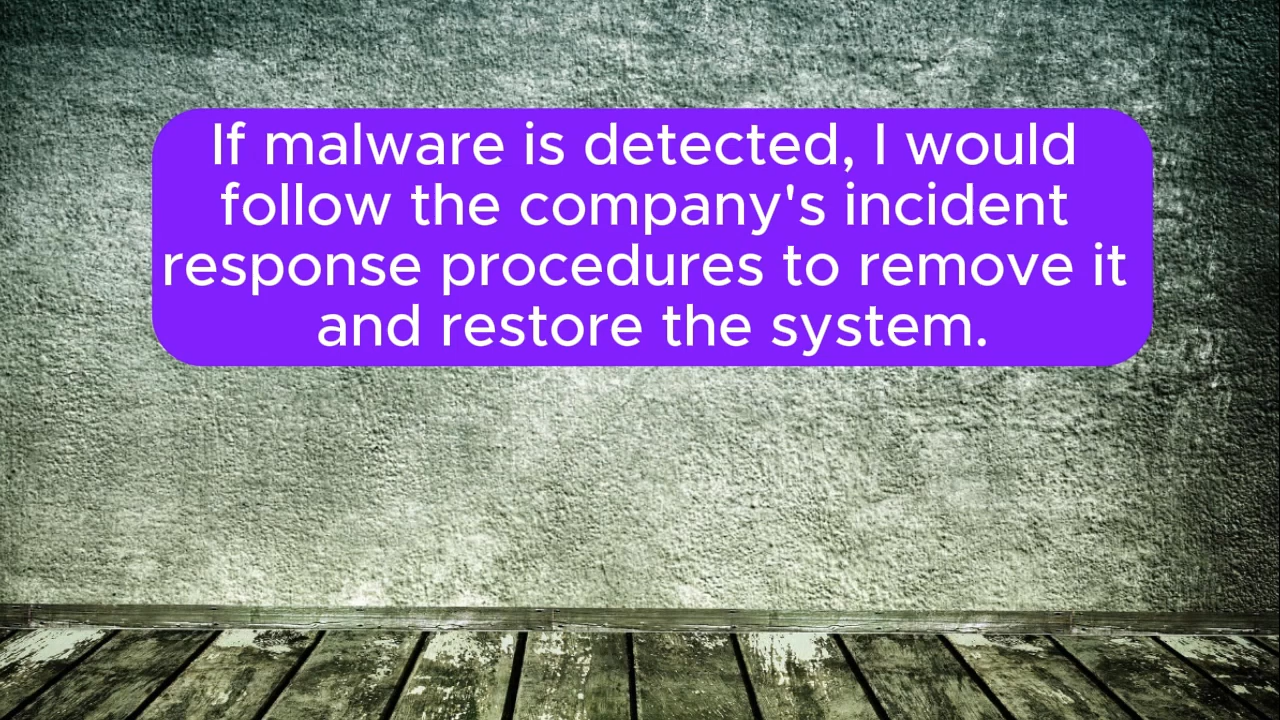 If malware is detected, I would
follow the company's incident
response procedures to remove it
and restore the system.